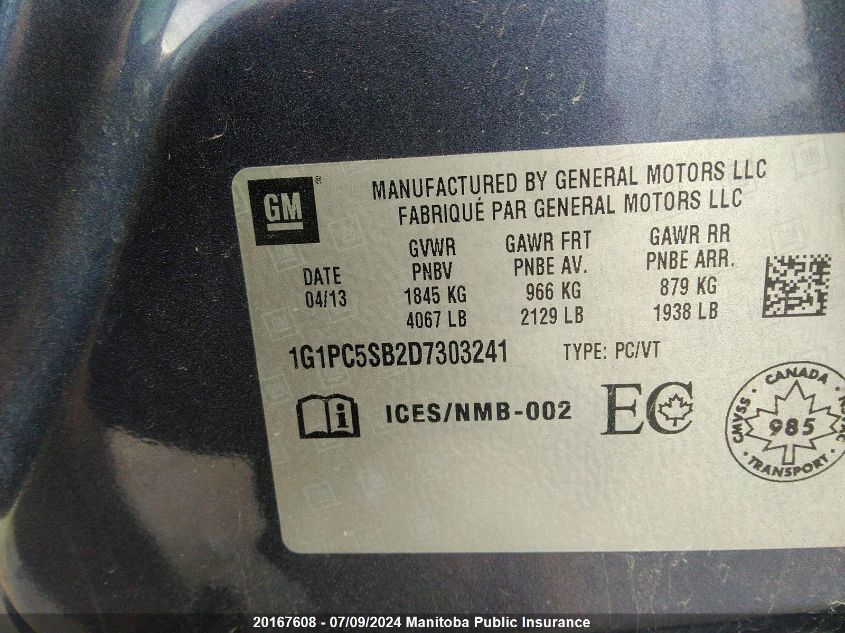 GM ®
MANUFACTURED BY GENERAL MOTORS LLC
FABRIQUÉ PAR GENERAL MOTORS LLC
DATE
04/13
GVWR
PNBV
1845 KG
4067 LB
GAWR FRT
PNBE AV.
966 KG
2129 LB
GAWR RR
PNBE ARR.
879 KG
1938 LB
1G1PC5SB2D7303241 TYPE: PC/VT
i ICES/NMB-002 EC
CANADA
CMVSS
985
TRANSPORT
20167608 - 07/09/2024 Manitoba Public Insurance